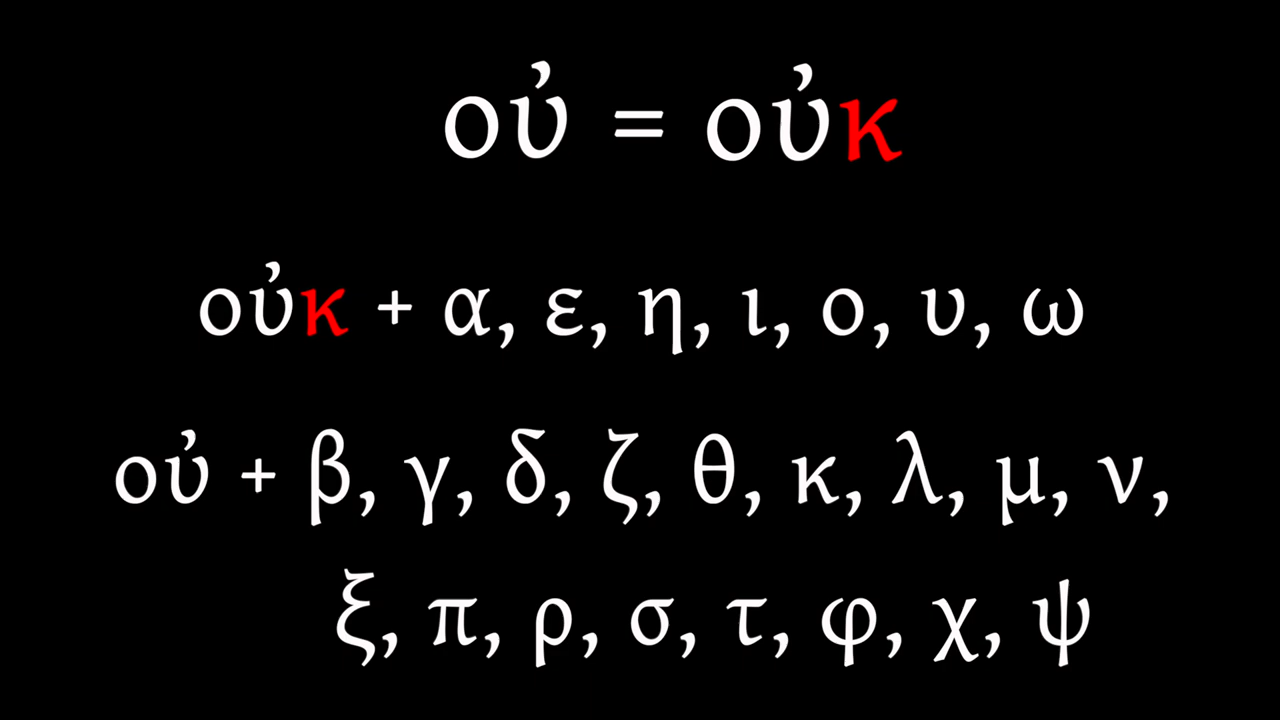 οὐ = οὐκ
οὐκ + α, ε, η, ι, ο, υ, ω
οὐ + β, γ, δ, ζ, θ, κ, λ, μ, ν,
ξ, π, ρ, σ, τ, φ, χ, ψ